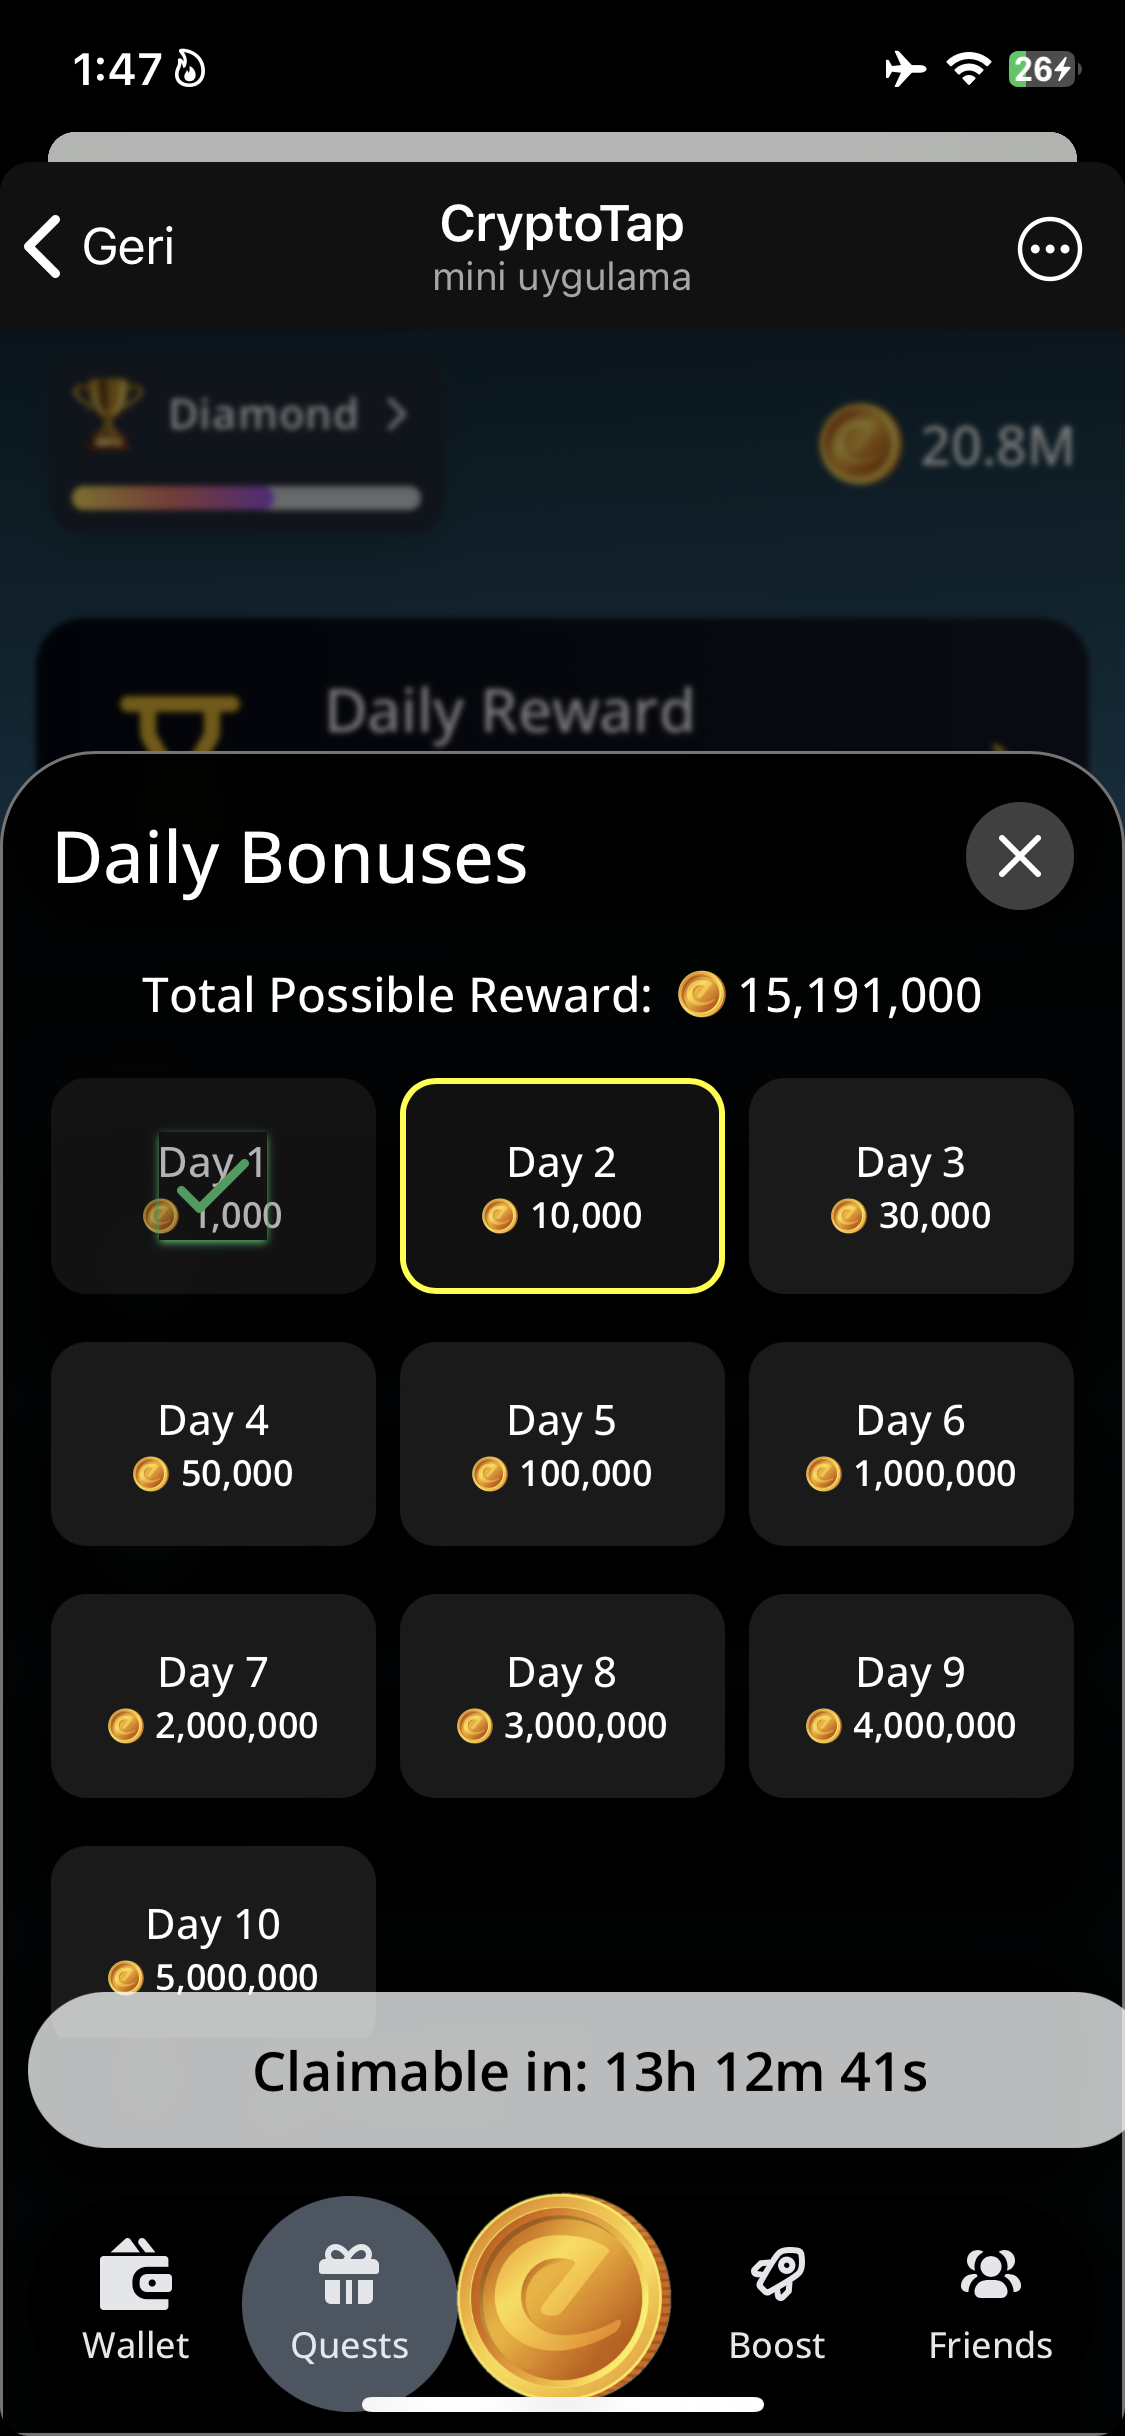 1:47
26
Geri
CryptoTap
mini uygulama
Diamond
20.8M
Daily Reward
Daily Bonuses
Total Possible Reward: 15,191,000
Day 1
1,000
Day 2
10,000
Day 3
30,000
Day 4
50,000
Day 5
100,000
Day 6
1,000,000
Day 7
2,000,000
Day 8
3,000,000
Day 9
4,000,000
Day 10
5,000,000
Claimable in: 13h 12m 41s
Wallet
Quests
Boost
Friends